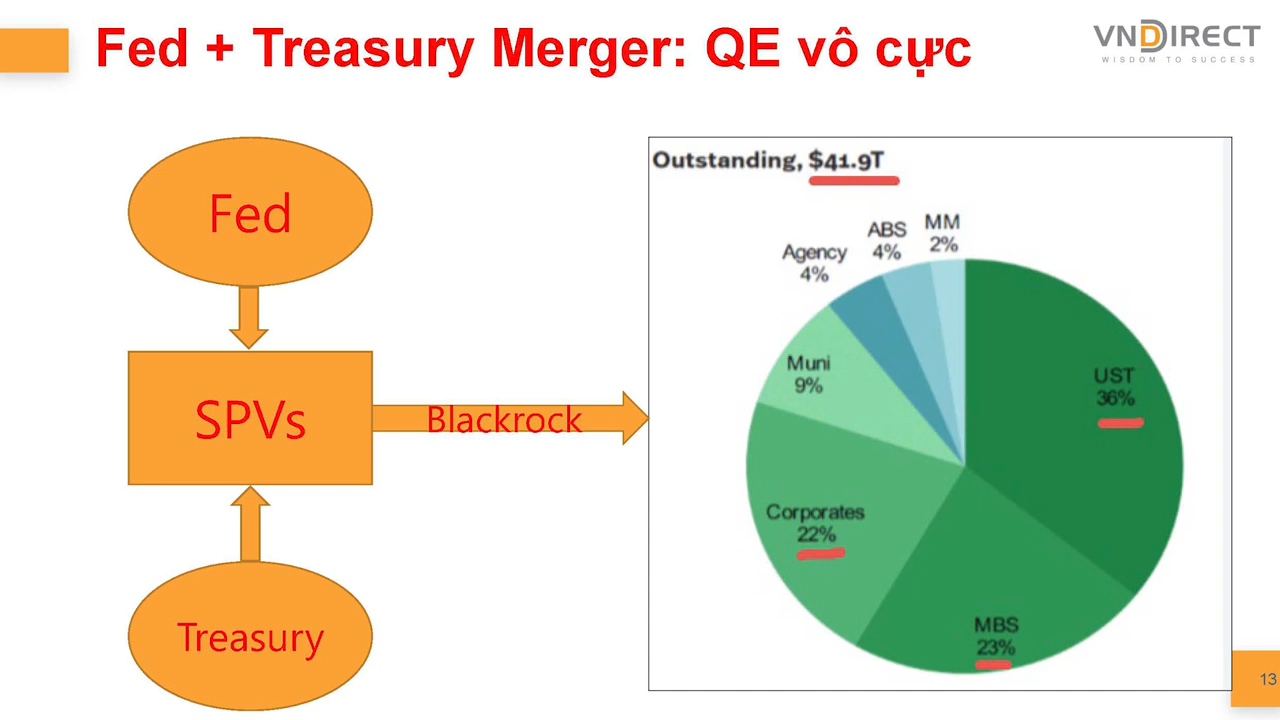 Fed + Treasury Merger: QE vô cực
VNDIRECT
WISDOM TO SUCCESS
Fed
SPVs
Blackrock
Treasury
Outstanding, $41.9T
MM
2%
ABS
4%
Agency
4%
Muni
9%
UST
36%
Corporates
22%
MBS
23%
13